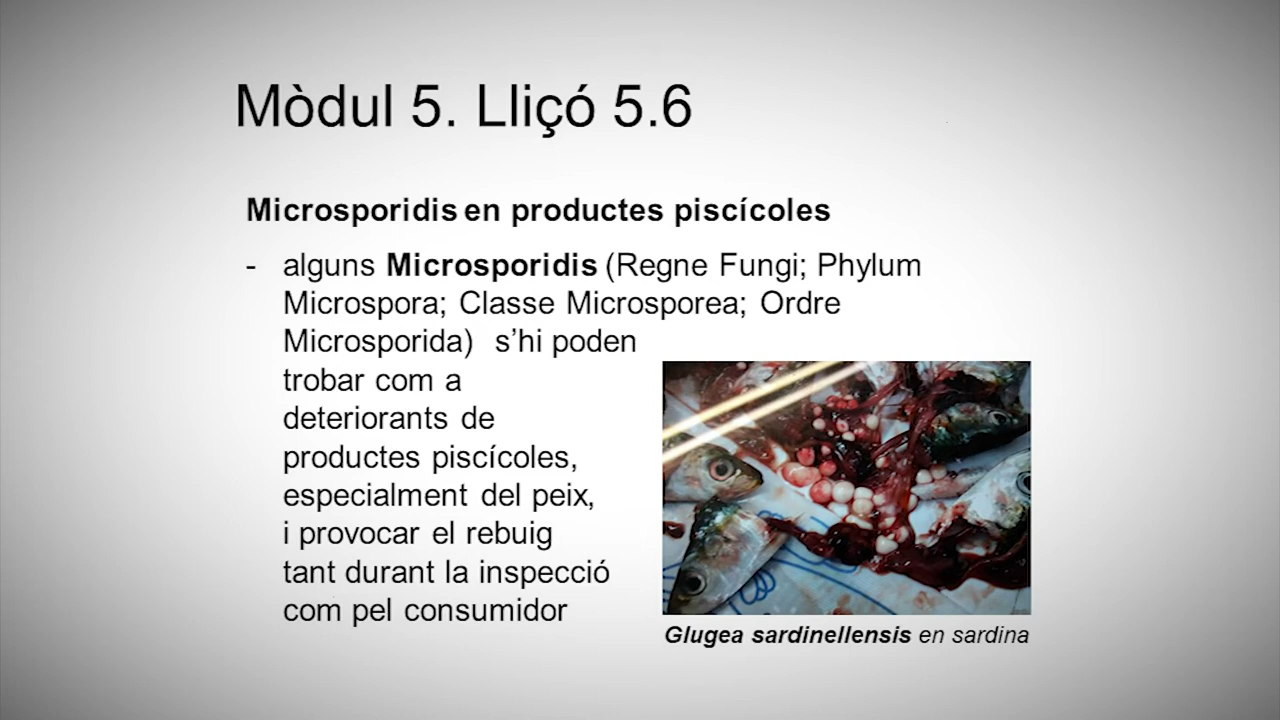 Mòdul 5. Lliçó 5.6
Microsporidis en productes piscícoles
- alguns Microsporidis (Regne Fungi; Phylum
Microspora; Classe Microsporea; Ordre
Microsporida) s’hi poden
trobar com a
deteriorants de
productes piscícoles,
especialment del peix,
i provocar el rebuig
tant durant la inspecció
com pel consumidor
Glugea sardinellensis en sardina